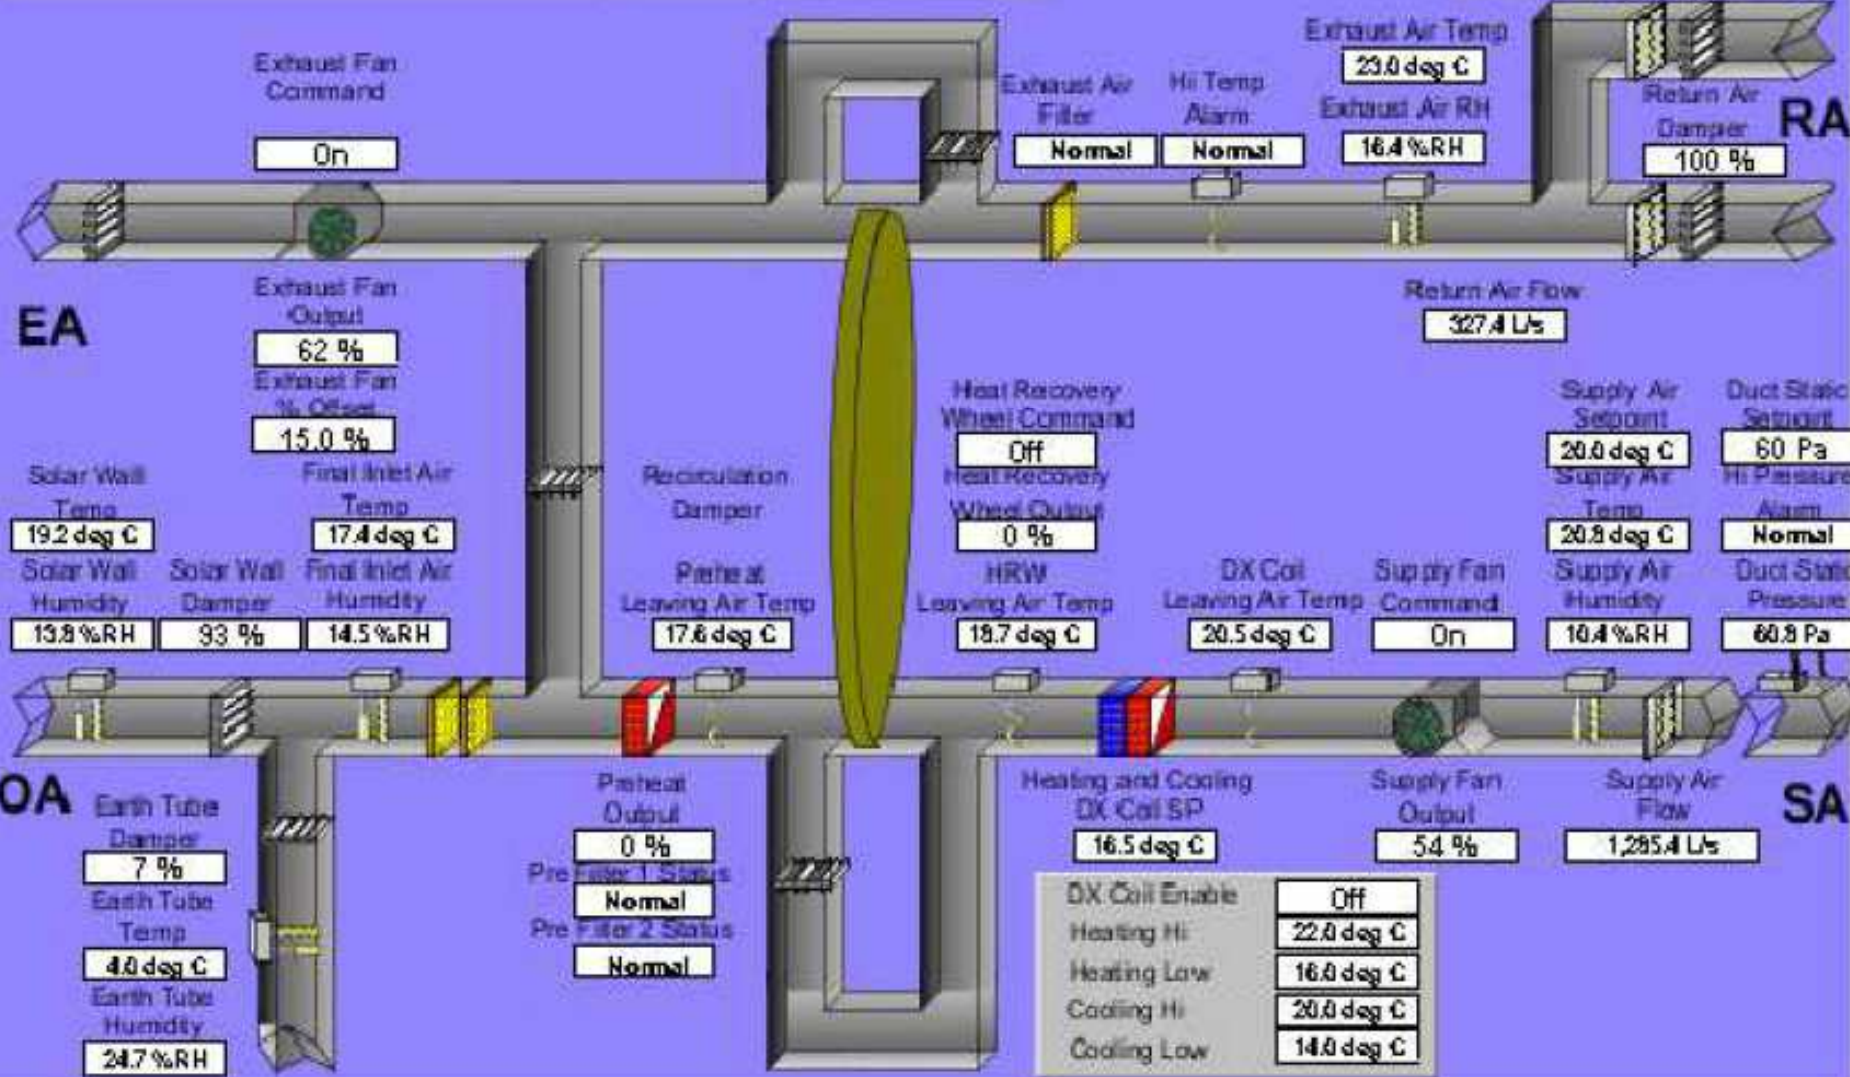 Exhaust Fan
Command
On
Exhaust Air
Filter
Normal
Hi Temp
Alarm
Normal
Exhaust Air Temp
23.0 deg C
Exhaust Air RH
16.4 %RH
Return Air
Damper
100 %
RA
EA
Exhaust Fan
Output
62 %
Exhaust Fan
% Offset
15.0 %
Return Air Flow
327.4 L/s
Solar Wall
Temp
19.2 deg C
Solar Wall
Humidity
13.8 %RH
Solar Wall
Damper
93 %
Final Inlet Air
Temp
17.4 deg C
Final Inlet Air
Humidity
14.5 %RH
Recirculation
Damper
Preheat
Leaving Air Temp
17.6 deg C
Heat Recovery
Wheel Command
Off
Heat Recovery
Wheel Output
0 %
HRW
Leaving Air Temp
DX Coil
Leaving Air Temp
20.5 deg C
Supply Fan
Command
On
Supply Air
Setpoint
20.0 deg C
Supply Air
Temp
20.8 deg C
Supply Air
Humidity
10.4 %RH
Duct Static
Setpoint
60 Pa
Hi Pressure
Alarm
Normal
Duct Static
Pressure
60.8 Pa
OA
Earth Tube
Damper
7 %
Earth Tube
Temp
4.0 deg C
Earth Tube
Humidity
24.7 %RH
Preheat
Output
0 %
Pre Filter 1 Status
Normal
Pre Filter 2 Status
Normal
Heating and Cooling
DX Coil SP
16.5 deg C
Supply Fan
Output
54 %
Supply Air
Flow
SA
DX Coil Enable Off
Heating Hi 22.0 deg C
Heating Low 16.0 deg C
Cooling Hi 20.0 deg C
Cooling Low 14.0 deg C